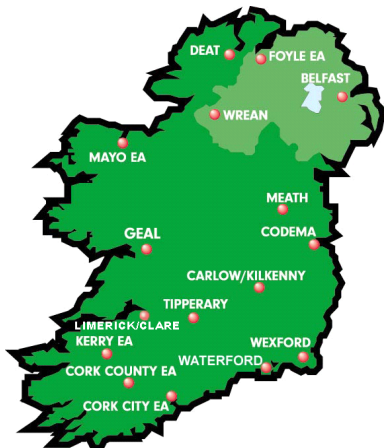 DEAT
FOYLE EA
BELFAST
WREAN
MAYO EA
MEATH
GEAL
CODEMA
CARLOW/KILKENNY
TIPPERARY
LIMERICK/CLARE
KERRY EA
WEXFORD
WATERFORD
CORK COUNTY EA
CORK CITY EA